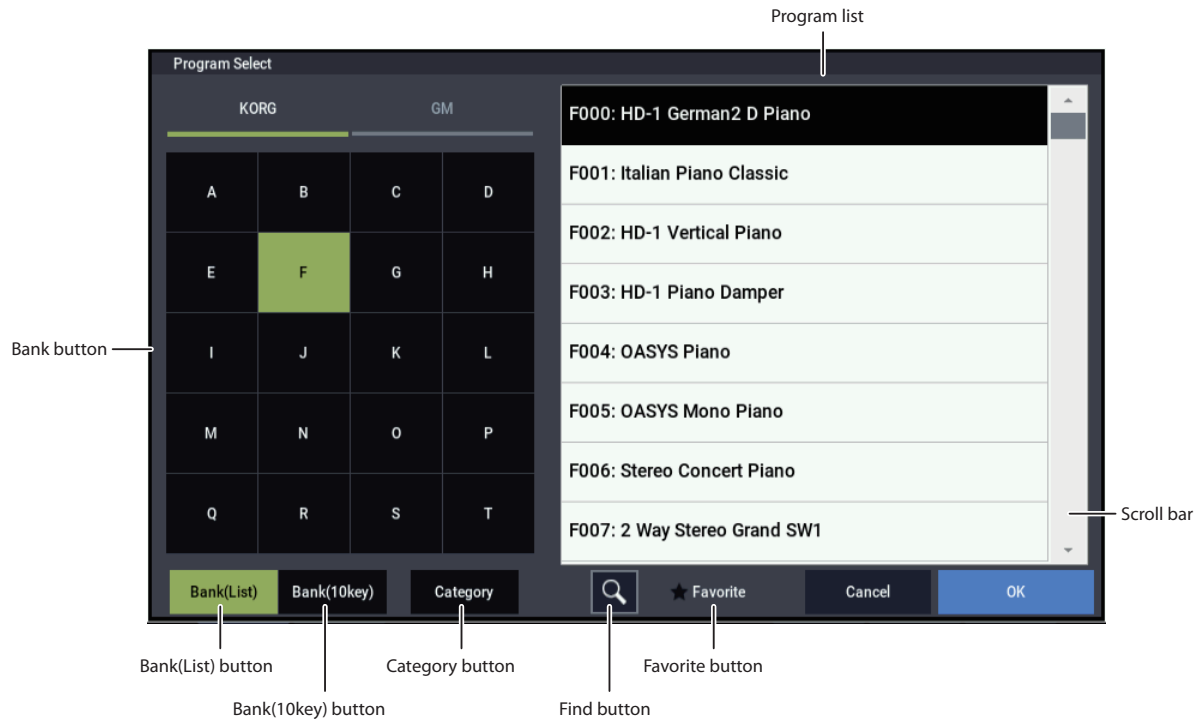 Program list
Program Select
KORG
GM
F000: HD-1 German2 D Piano
F001: Italian Piano Classic
F002: HD-1 Vertical Piano
F003: HD-1 Piano Damper
F004: OASYS Piano
F005: OASYS Mono Piano
F006: Stereo Concert Piano
F007: 2 Way Stereo Grand SW1
A B C D
E F G H
I J K L
M N O P
Q R S T
Bank button
Scroll bar
Bank(List) Bank(10key) Category Favorite Cancel OK
Bank(List) button
Category button
Favorite button
Bank(10key) button
Find button